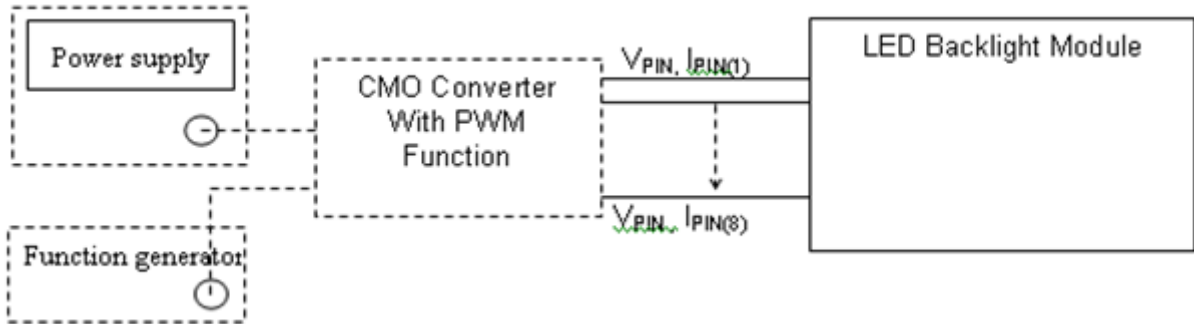 Power supply
CMO Converter
With PWM
Function
VPIN, IPIN(1)
VPIN, IPIN(8)
LED Backlight Module
Function generator